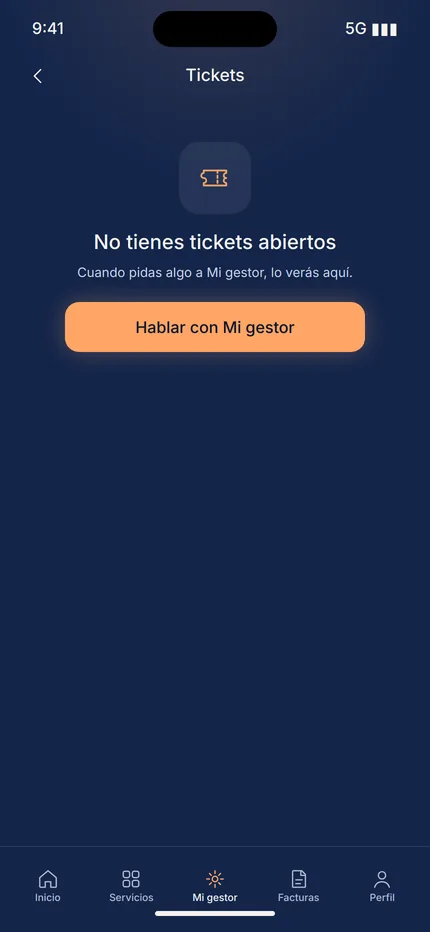 9:41
5G
Tickets
No tienes tickets abiertos
Cuando pidas algo a Mi gestor, lo verás aquí.
Hablar con Mi gestor
Inicio
Servicios
Mi gestor
Facturas
Perfil